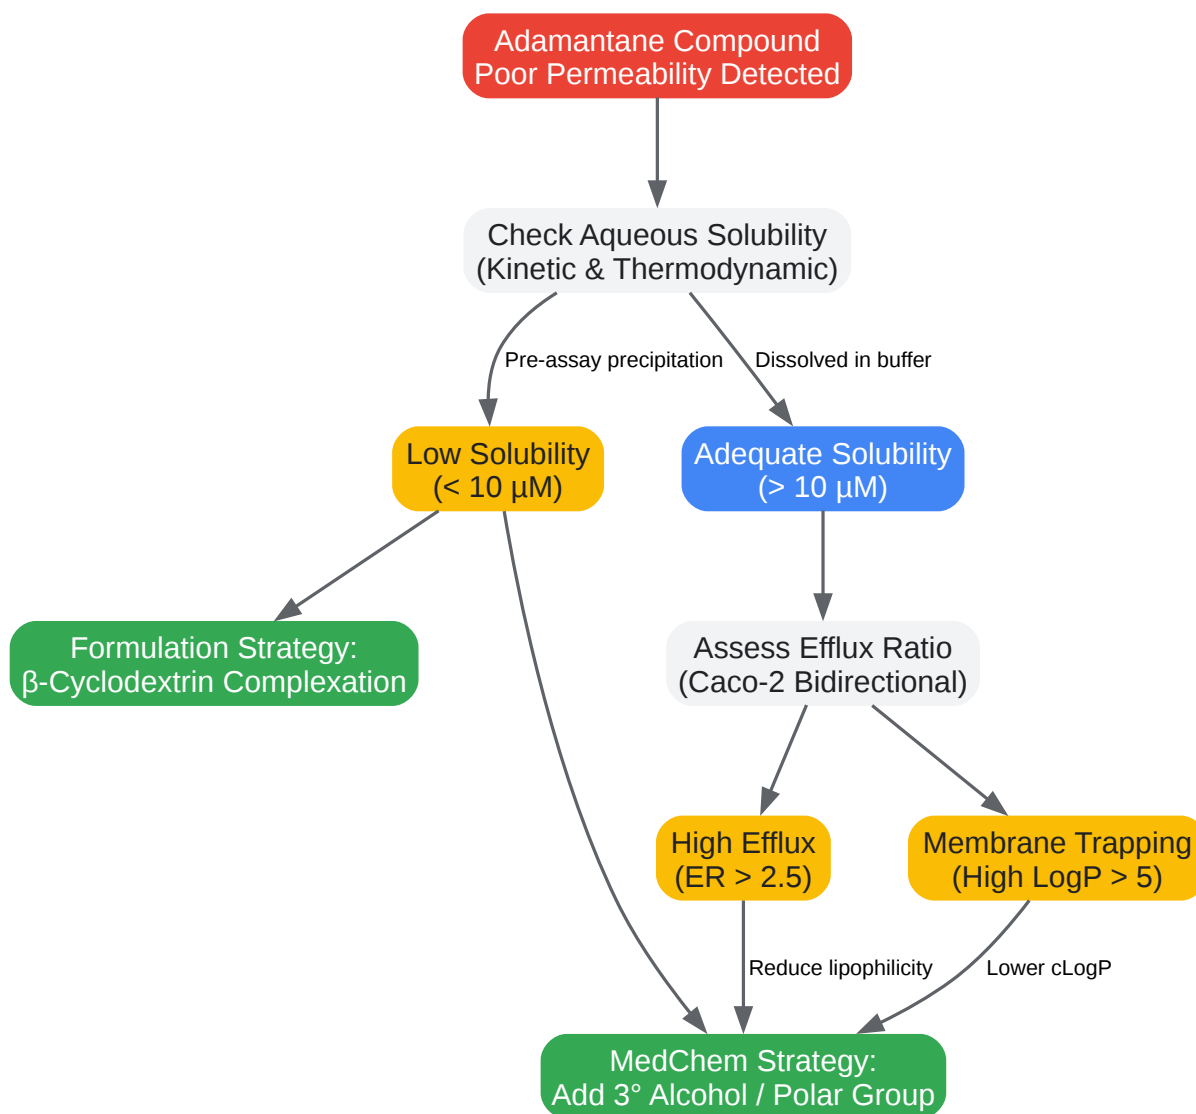 Adamantane Compound
Poor Permeability Detected
Check Aqueous Solubility
(Kinetic & Thermodynamic)
Pre-assay precipitation
Dissolved in buffer
Low Solubility
(< 10 µM)
Adequate Solubility
(> 10 µM)
Formulation Strategy:
β-Cyclodextrin Complexation
Assess Efflux Ratio
(Caco-2 Bidirectional)
High Efflux
(ER > 2.5)
Membrane Trapping
(High LogP > 5)
Reduce lipophilicity
Lower cLogP
MedChem Strategy:
Add 3° Alcohol / Polar Group